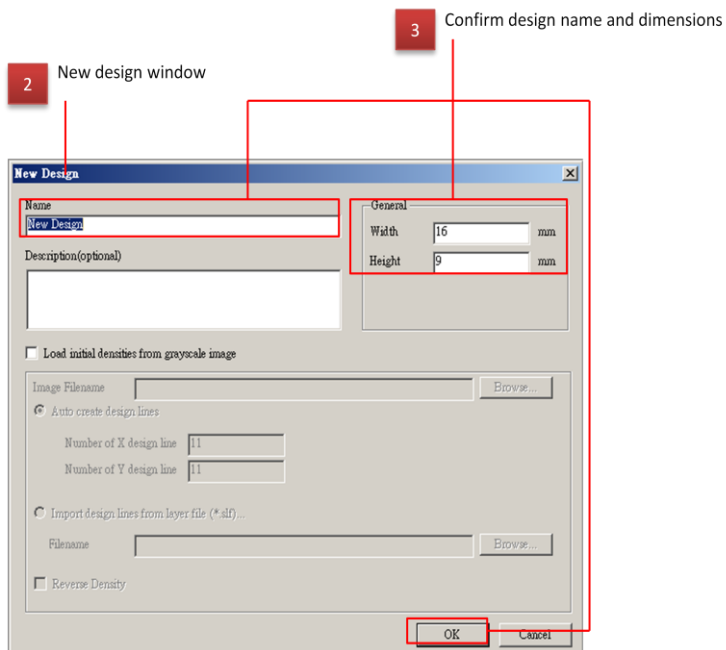 3
Confirm design name and dimensions
2
New design window
New Design
Name
New Design
Description(optional)
General
Width 16 mm
Height 9 mm
Load initial densities from grayscale image
Image Filename Browse...
Auto create design lines
Number of X design line 11
Number of Y design line 11
Import design lines from layer file (*.slf)...
Filename Browse...
Reverse Density
OK Cancel